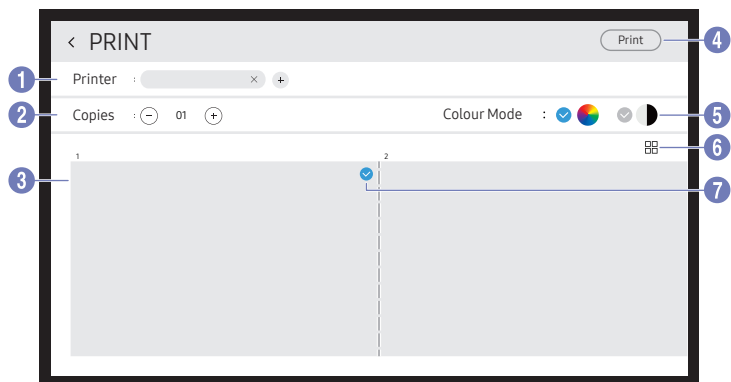 < PRINT
Print
4
1
Printer :
× +
2
Copies : − 01 +
Colour Mode :
5
6
1
2
3
7